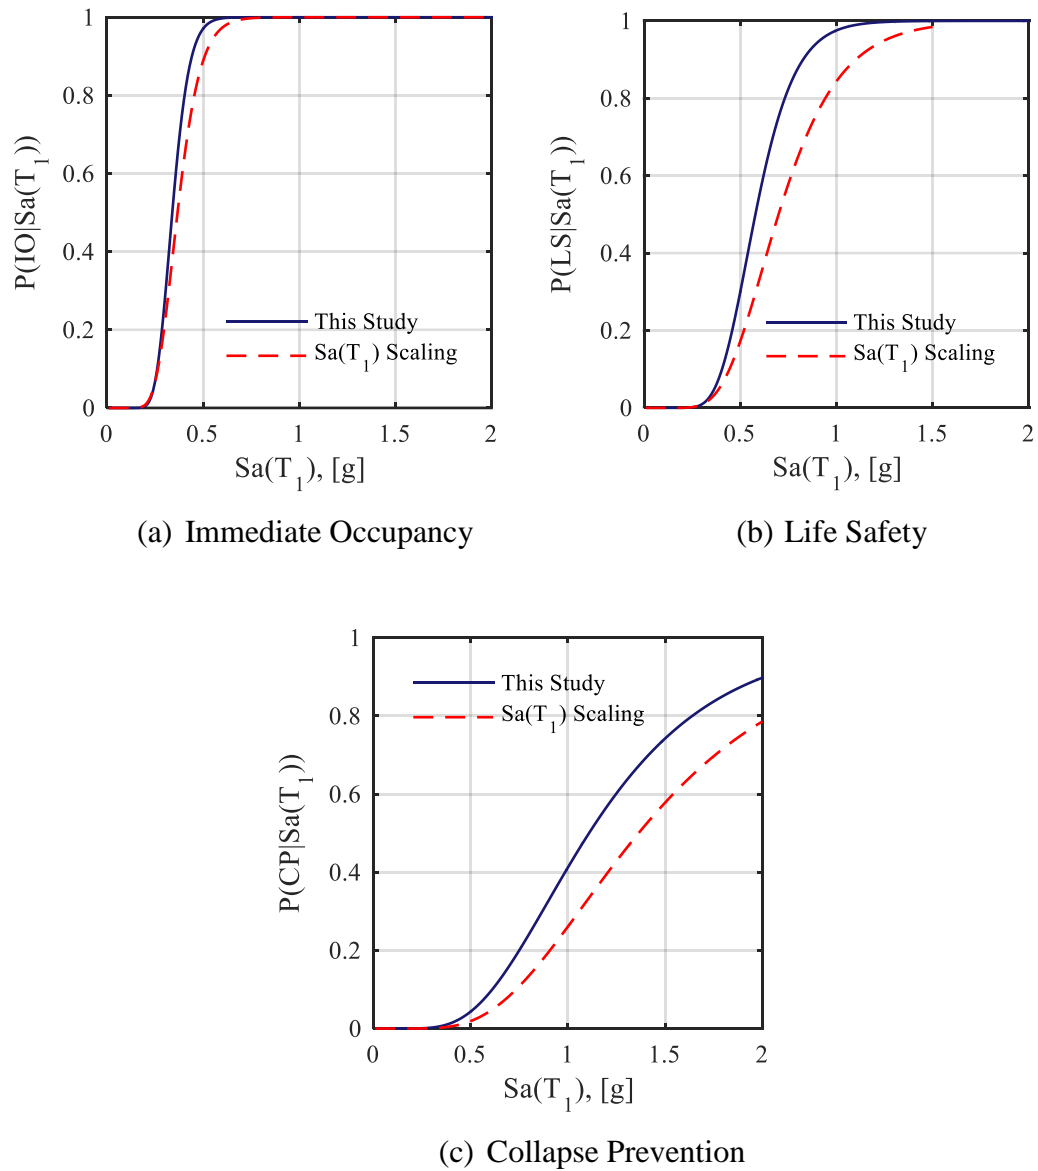 1
0.8
0.6
0.4
0.2
0
P(IO|Sa(T1))
This Study
Sa(T1) Scaling
0 0.5 1 1.5 2
Sa(T1), [g]
(a) Immediate Occupancy
1
0.8
0.6
0.4
0.2
0
P(LS|Sa(T1))
This Study
Sa(T1) Scaling
0 0.5 1 1.5 2
Sa(T1), [g]
(b) Life Safety
1
0.8
0.6
0.4
0.2
0
P(CP|Sa(T1))
This Study
Sa(T1) Scaling
0 0.5 1 1.5 2
Sa(T1), [g]
(c) Collapse Prevention